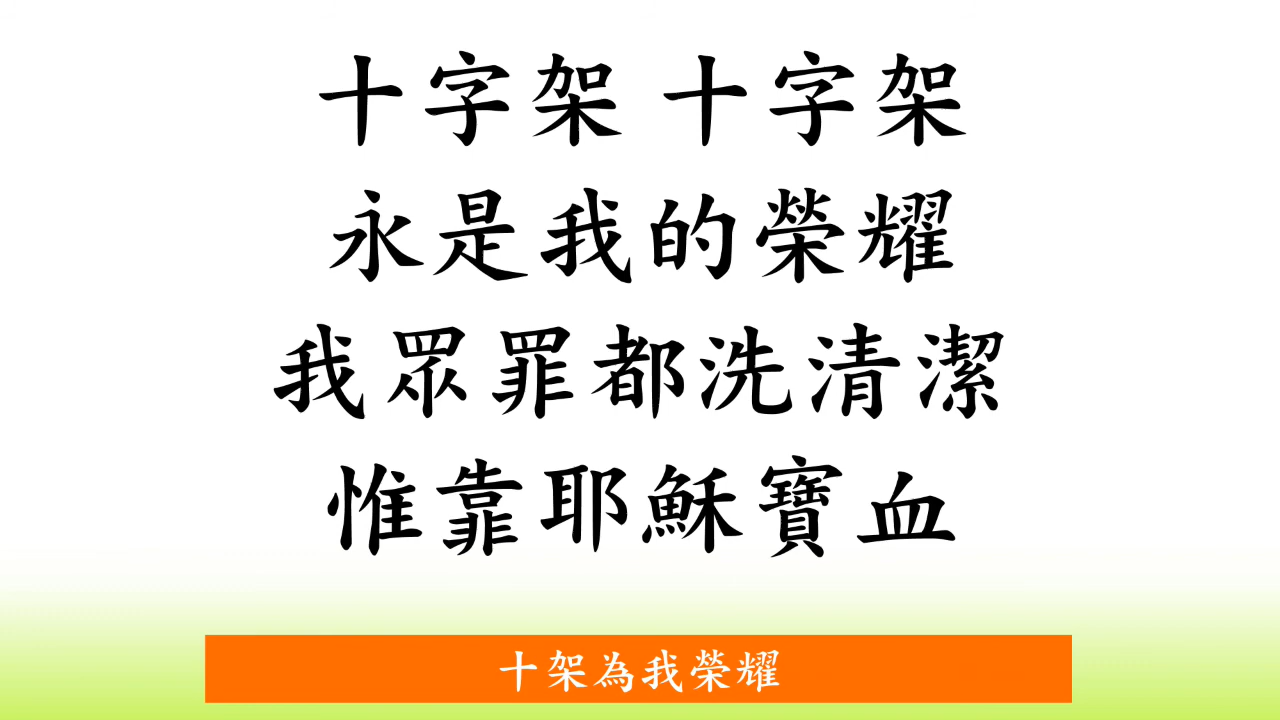 十字架 十字架
永是我的榮耀
我眾罪都洗清潔
惟靠耶穌寶血
十架為我榮耀